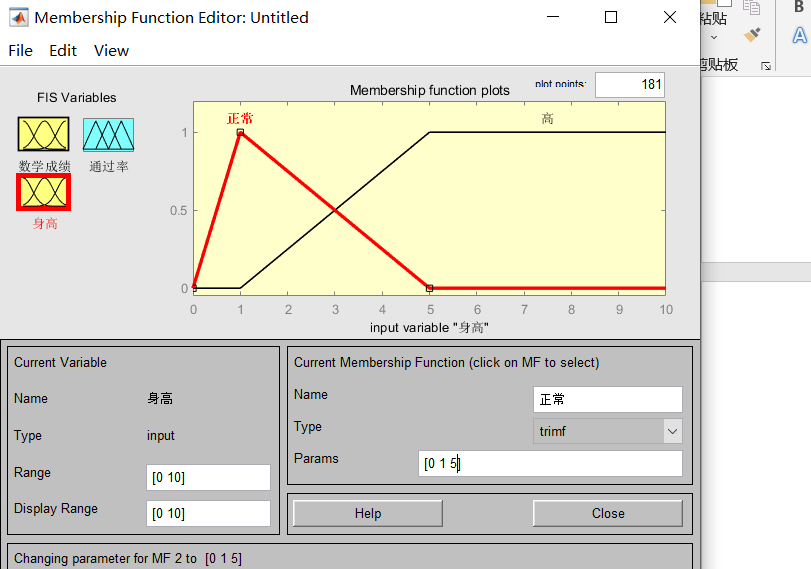 Membership Function Editor: Untitled
File Edit View
粘贴
B
A
剪贴板
FIS Variables
Membership function plots
plot points:
181
数学成绩
通过率
身高
正常
高
1
0.5
0
0 1 2 3 4 5 6 7 8 9 10
input variable "身高"
Current Variable
Name 身高
Type input
Range [0 10]
Display Range [0 10]
Current Membership Function (click on MF to select)
Name 正常
Type trimf
Params [0 1 5]
Help Close
Changing parameter for MF 2 to [0 1 5]